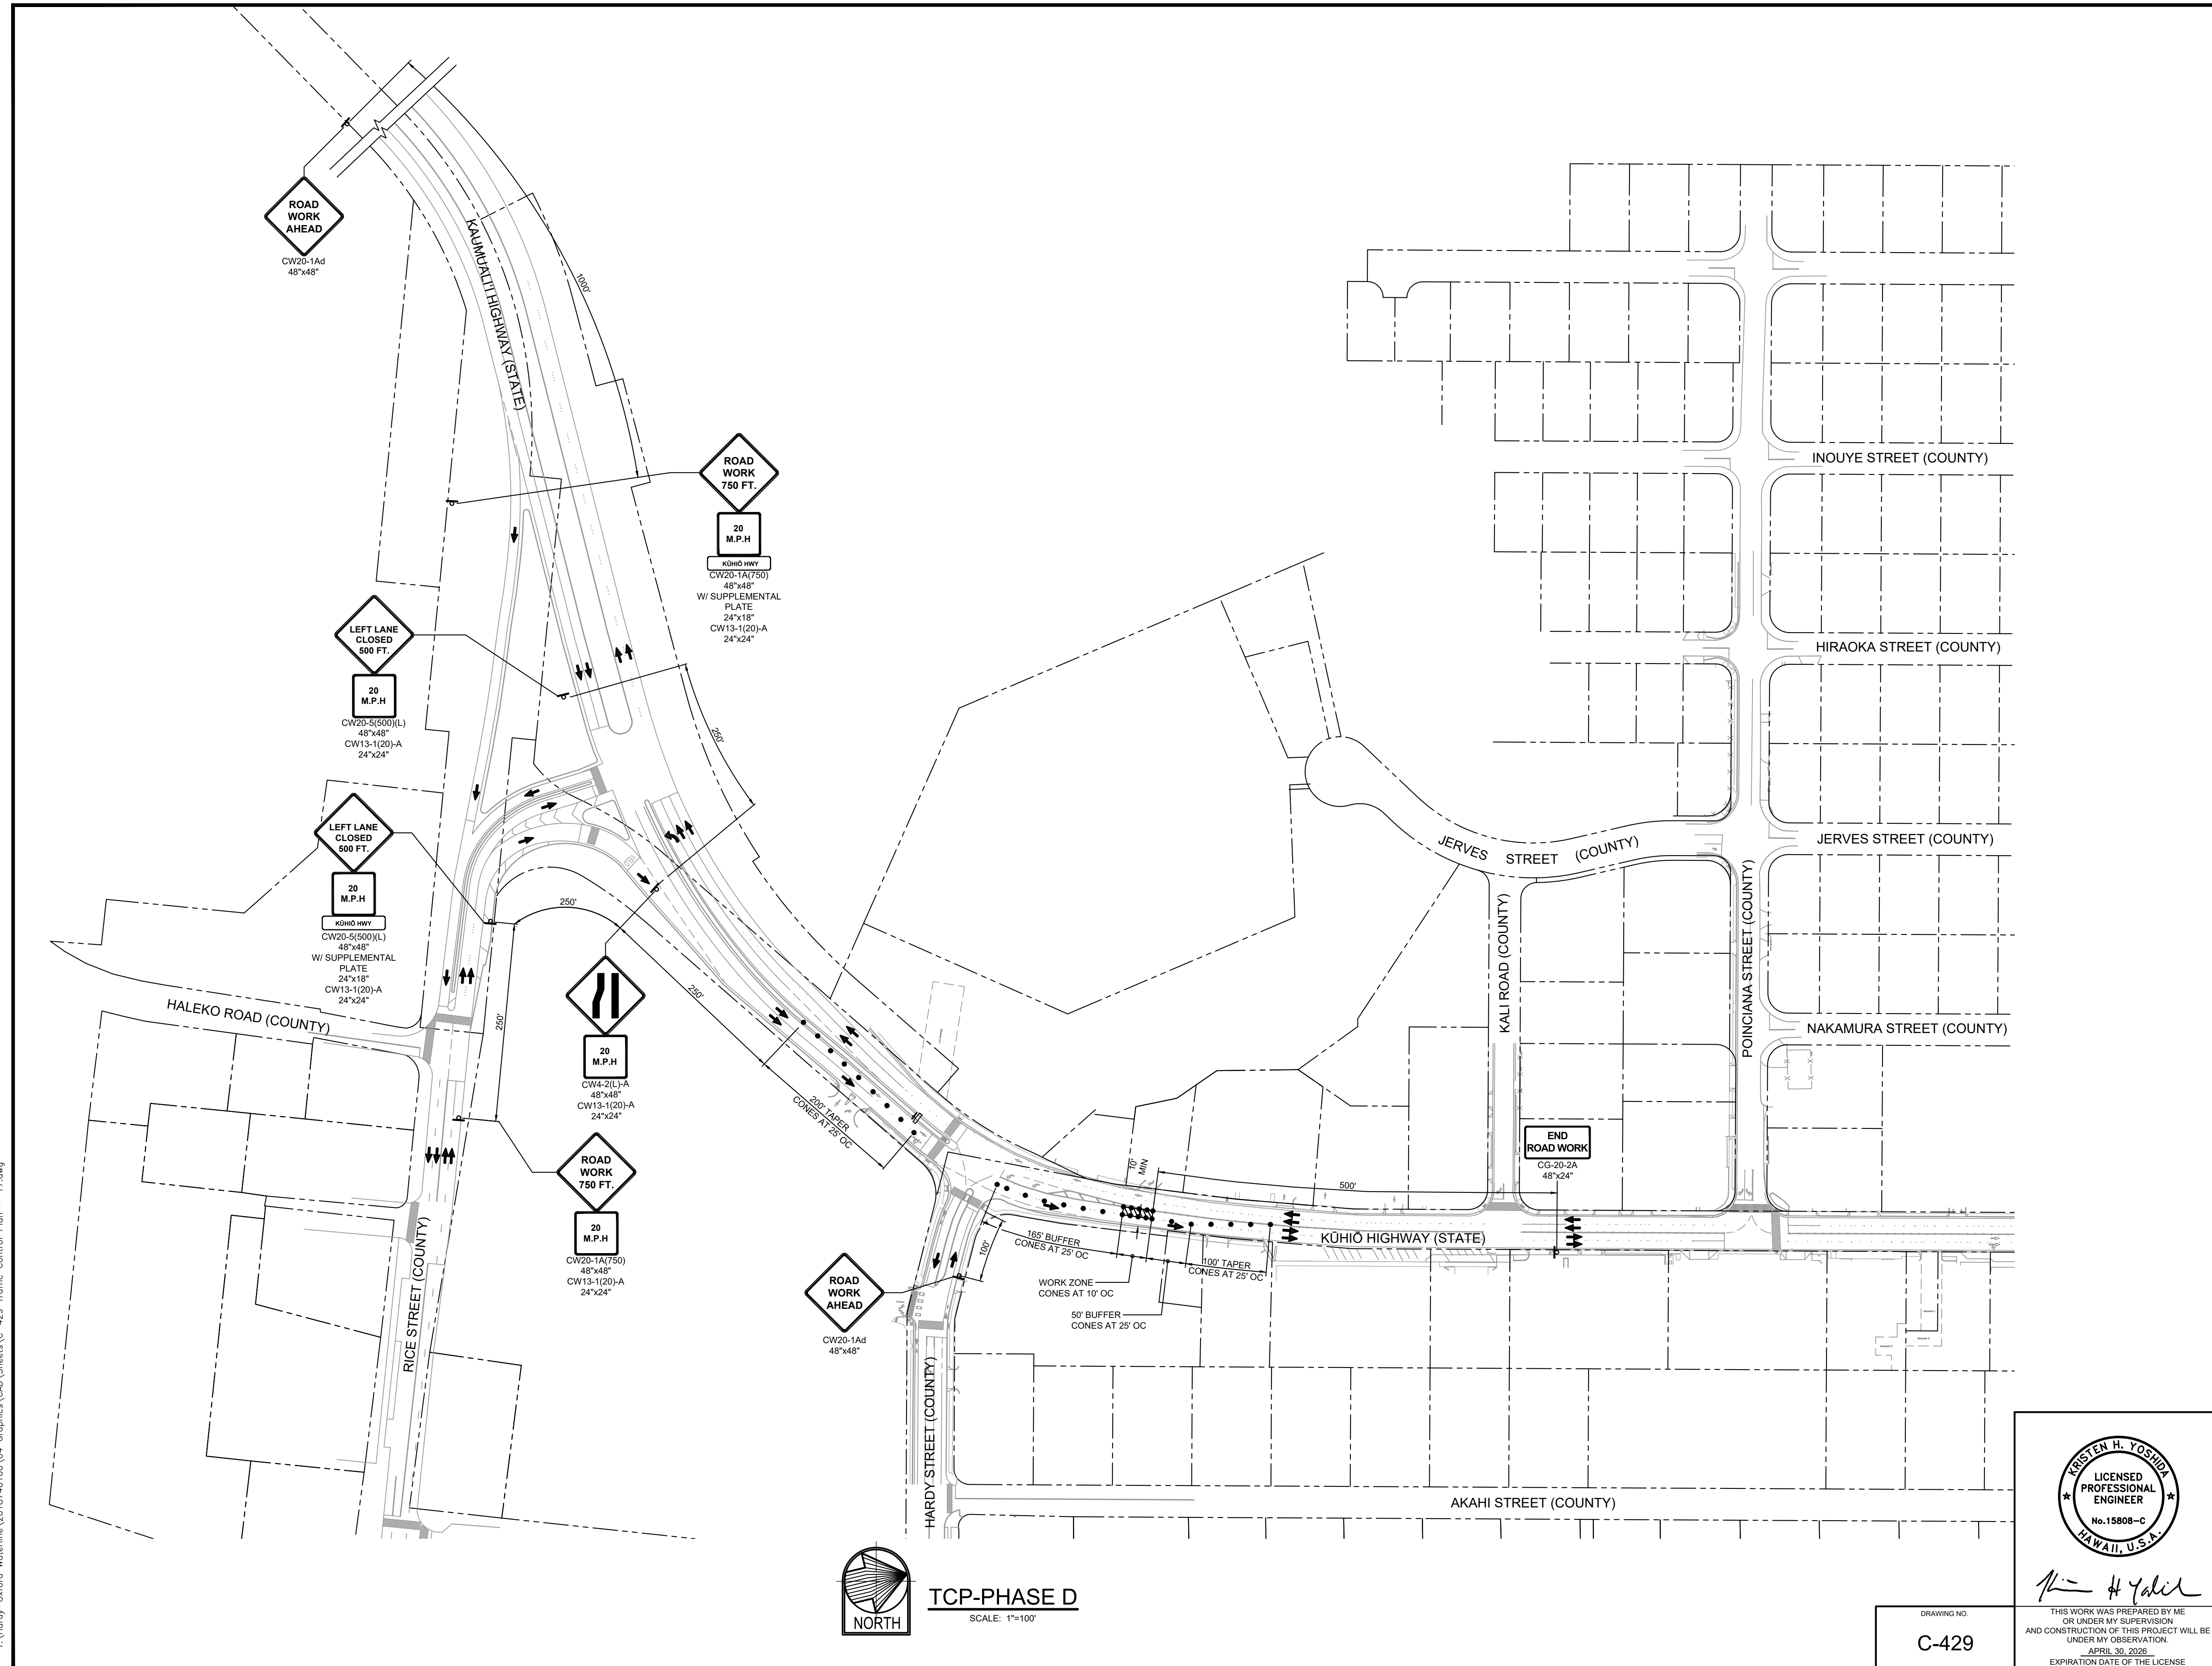 ROAD
WORK
AHEAD
CW20-1Ad
48"x48"
KAUMUALI'I HIGHWAY (STATE)
1000'
ROAD
WORK
750 FT.
20
M.P.H
KŪHIŌ HWY
CW20-1A(750)
48"x48"
W/ SUPPLEMENTAL
PLATE
24"x18"
CW13-1(20)-A
24"x24"
LEFT LANE
CLOSED
500 FT.
20
M.P.H
CW20-5(500)(L)
48"x48"
CW13-1(20)-A
24"x24"
250'
LEFT LANE
CLOSED
500 FT.
20
M.P.H
KŪHIŌ HWY
CW20-5(500)(L)
48"x48"
W/ SUPPLEMENTAL
PLATE
24"x18"
CW13-1(20)-A
24"x24"
250'
250'
250'
HALEKO ROAD (COUNTY)
20
M.P.H
CW4-2(L)-A
48"x48"
CW13-1(20)-A
24"x24"
200' TAPER
CONES AT 25' OC
ROAD
WORK
750 FT.
20
M.P.H
CW20-1A(750)
48"x48"
CW13-1(20)-A
24"x24"
RICE STREET (COUNTY)
INOUYE STREET (COUNTY)
HIRAOKA STREET (COUNTY)
JERVES STREET (COUNTY)
JERVES STREET (COUNTY)
KALI ROAD (COUNTY)
POINCIANA STREET (COUNTY)
NAKAMURA STREET (COUNTY)
END
ROAD WORK
CG-20-2A
48"x24"
10'
MIN
500'
KŪHIŌ HIGHWAY (STATE)
100'
165' BUFFER
CONES AT 25' OC
100' TAPER
CONES AT 25' OC
WORK ZONE
CONES AT 10' OC
50' BUFFER
CONES AT 25' OC
ROAD
WORK
AHEAD
CW20-1Ad
48"x48"
HARDY STREET (COUNTY)
AKAHI STREET (COUNTY)
NORTH
TCP-PHASE D
SCALE: 1"=100'
KRISTEN H. YOSHIDA
LICENSED
PROFESSIONAL
ENGINEER
No.15808-C
HAWAII, U.S.A.
THIS WORK WAS PREPARED BY ME
OR UNDER MY SUPERVISION
AND CONSTRUCTION OF THIS PROJECT WILL BE
UNDER MY OBSERVATION.
APRIL 30, 2026
EXPIRATION DATE OF THE LICENSE
DRAWING NO.
C-429